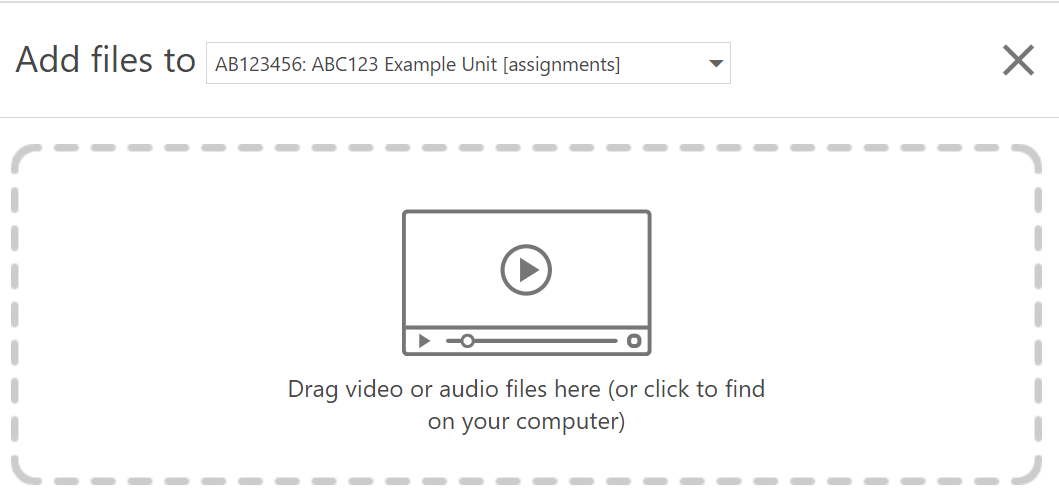 Add files to AB123456: ABC123 Example Unit [assignments]
Drag video or audio files here (or click to find
on your computer)